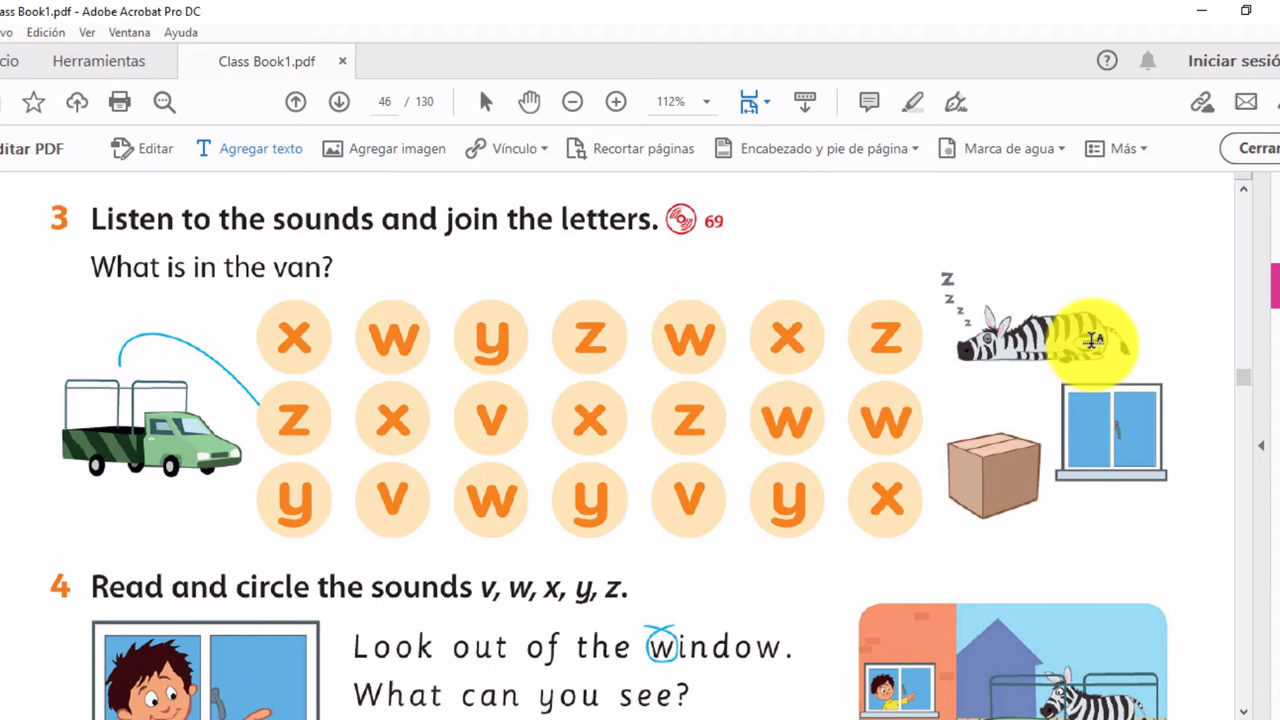 ass Book1.pdf - Adobe Acrobat Pro DC
vo Edición Ver Ventana Ayuda
cio Herramientas Class Book1.pdf × ? Iniciar sesió
46 / 130 112%
ditar PDF Editar Agregar texto Agregar imagen Vínculo Recortar páginas Encabezado y pie de página Marca de agua Más Cerrar
3 Listen to the sounds and join the letters. 69
What is in the van?
z
z
z
z
x w y z w x z
z x v x z w w
y v w y v y x
4 Read and circle the sounds v, w, x, y, z.
Look out of the window.
What can you see?